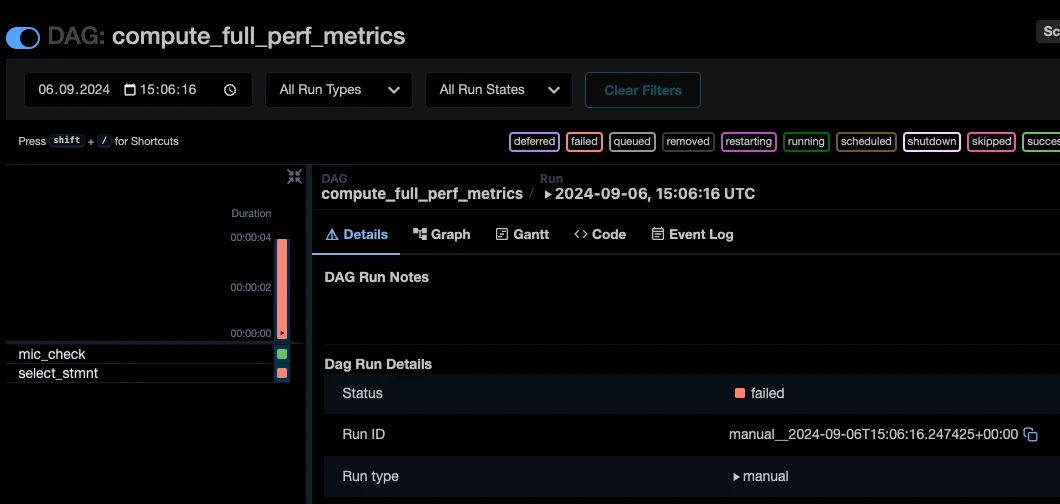 DAG: compute_full_perf_metrics
06.09.2024 15:06:16 All Run Types All Run States Clear Filters
Press shift + / for Shortcuts
deferred failed queued removed restarting running scheduled shutdown skipped
DAG Run
compute_full_perf_metrics / 2024-09-06, 15:06:16 UTC
Duration
00:00:04
00:00:02
00:00:00
mic_check
select_stmnt
Details Graph Gantt Code Event Log
DAG Run Notes
Dag Run Details
Status failed
Run ID manual__2024-09-06T15:06:16.247425+00:00
Run type manual